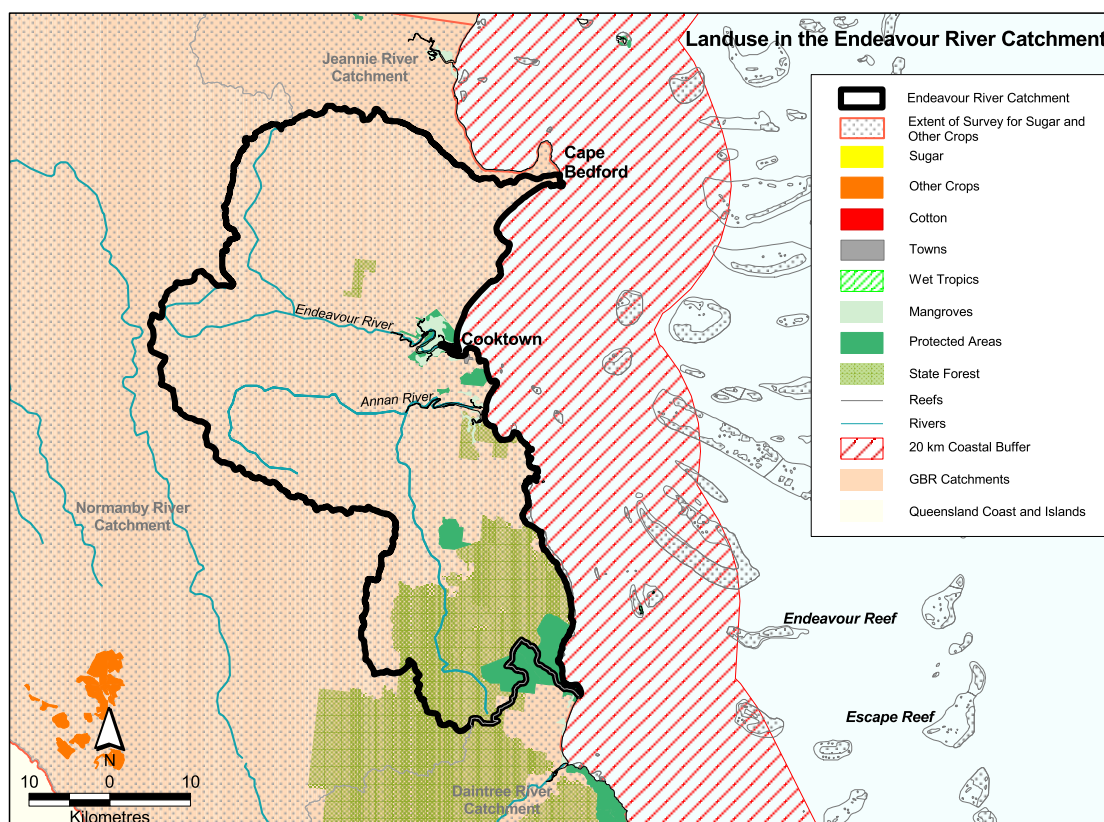 Landuse in the Endeavour River Catchment
Jeannie River
Catchment
Cape
Bedford
Endeavour River
Cooktown
Annan River
Normanby River
Catchment
Endeavour Reef
Escape Reef
Daintree River
Catchment
N
10 0 10
Kilometres
Endeavour River Catchment
Extent of Survey for Sugar and
Other Crops
Sugar
Other Crops
Cotton
Towns
Wet Tropics
Mangroves
Protected Areas
State Forest
Reefs
Rivers
20 km Coastal Buffer
GBR Catchments
Queensland Coast and Islands